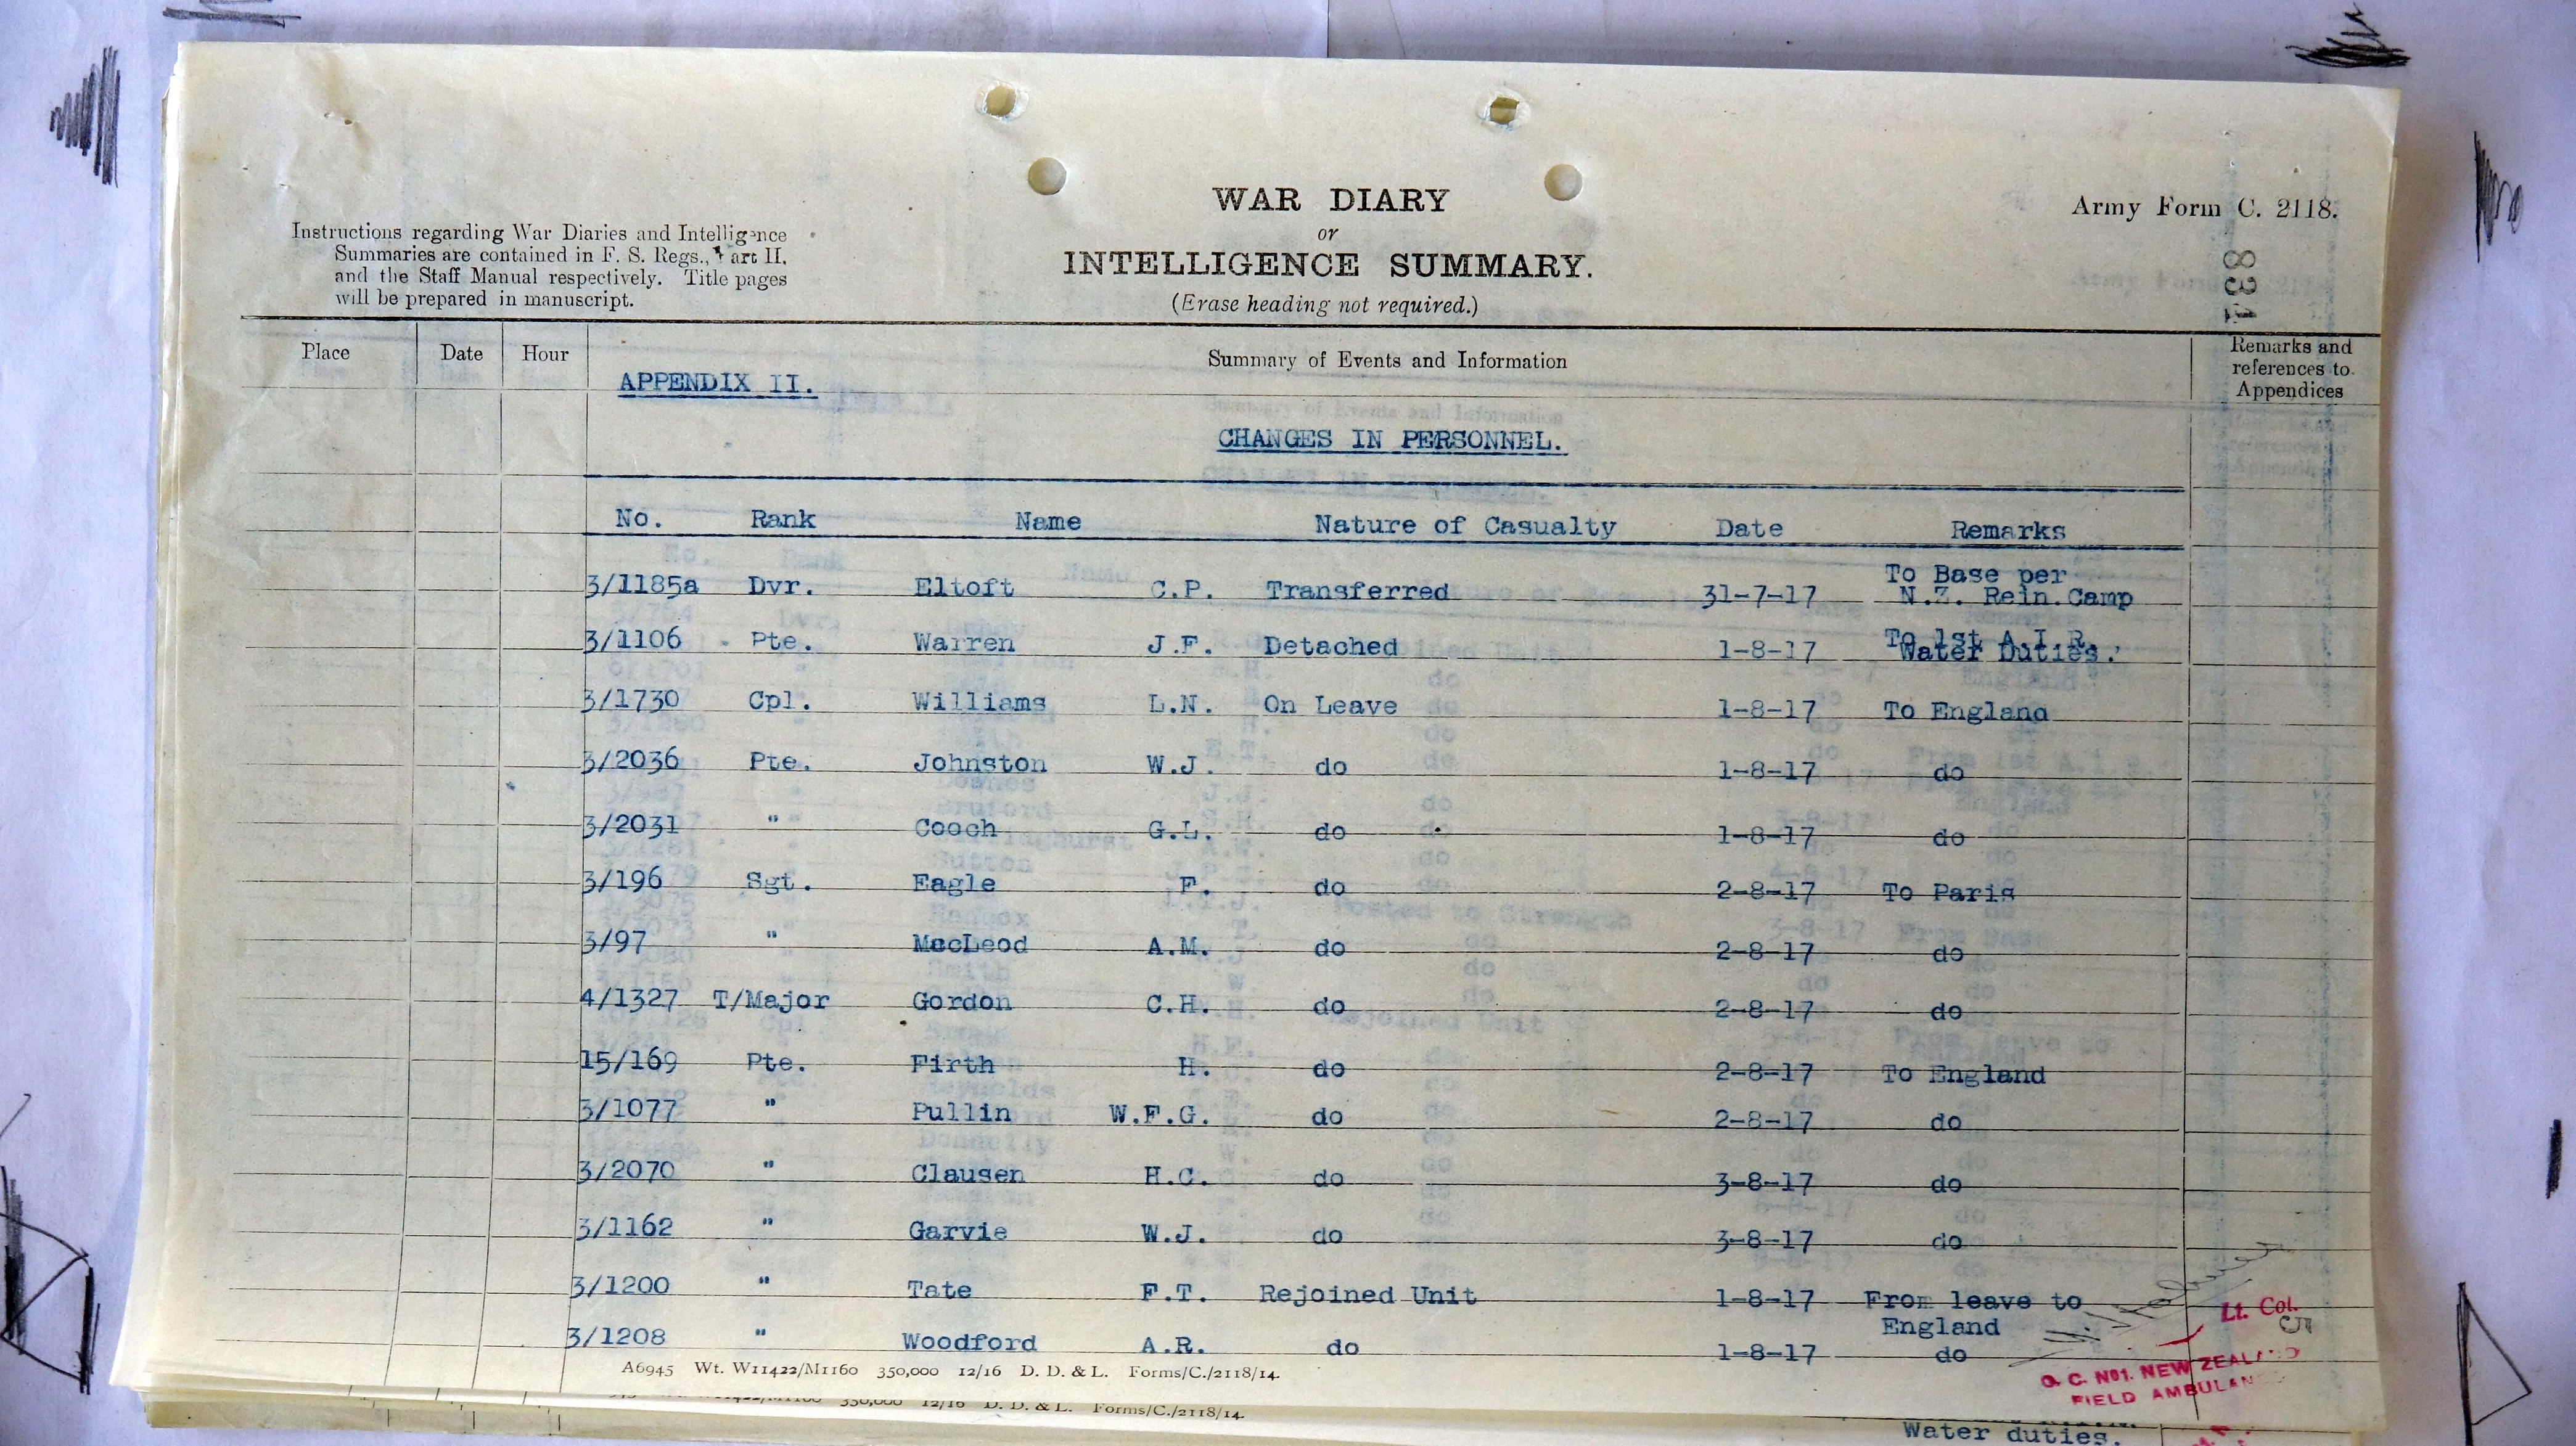 WAR DIARY
or
INTELLIGENCE SUMMARY.
(Erase heading not required.)
Army Form C. 2118.
831
Instructions regarding War Diaries and Intelligence
Summaries are contained in F. S. Regs., Part II,
and the Staff Manual respectively. Title pages
will be prepared in manuscript.
Place Date Hour Summary of Events and Information Remarks and
references to
Appendices
APPENDIX II.
CHANGES IN PERSONNEL.
No. Rank Name Nature of Casualty Date Remarks
3/1185a Dvr. Eltoft C.P. Transferred 31-7-17 To Base per
N.Z. Rein.Camp
3/1106 - Pte. Warren J.F. Detached 1-8-17 To 1st A.I.R.
Water Duties.
3/1730 Cpl. Williams L.N. On Leave 1-8-17 To England
3/2036 Pte. Johnston W.J. do 1-8-17 do
3/2031 " Cooch G.L. do 1-8-17 do
3/196 Sgt. Eagle F. do 2-8-17 To Paris
3/97 " MacLeod A.M. do 2-8-17 do
4/1327 T/Major Gordon C.H. do 2-8-17 do
15/169 Pte. Firth H. do 2-8-17 To England
3/1077 " Pullin W.F.G. do 2-8-17 do
3/2070 " Clausen H.C. do 3-8-17 do
3/1162 " Garvie W.J. do 3-8-17 do
3/1200 " Tate F.T. Rejoined Unit 1-8-17 From leave to
England
3/1208 " Woodford A.R. do 1-8-17 do
Lt. Col.
5
O. C. No1. NEW ZEALAND
FIELD AMBULANCE
A6945 Wt. W11422/M1160 350,000 12/16 D. D. & L. Forms/C./2118/14.
350,000 12/16 D. D. & L. Forms/C./2118/14.
Water duties.